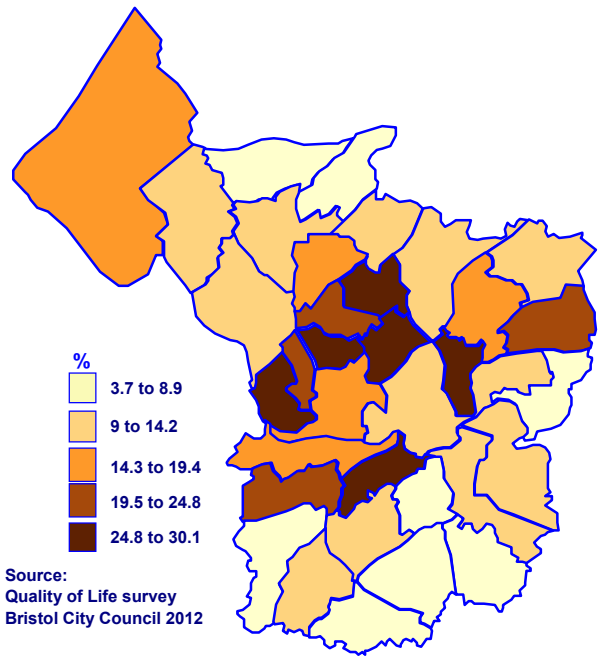 %
3.7 to 8.9
9 to 14.2
14.3 to 19.4
19.5 to 24.8
24.8 to 30.1
Source:
Quality of Life survey
Bristol City Council 2012